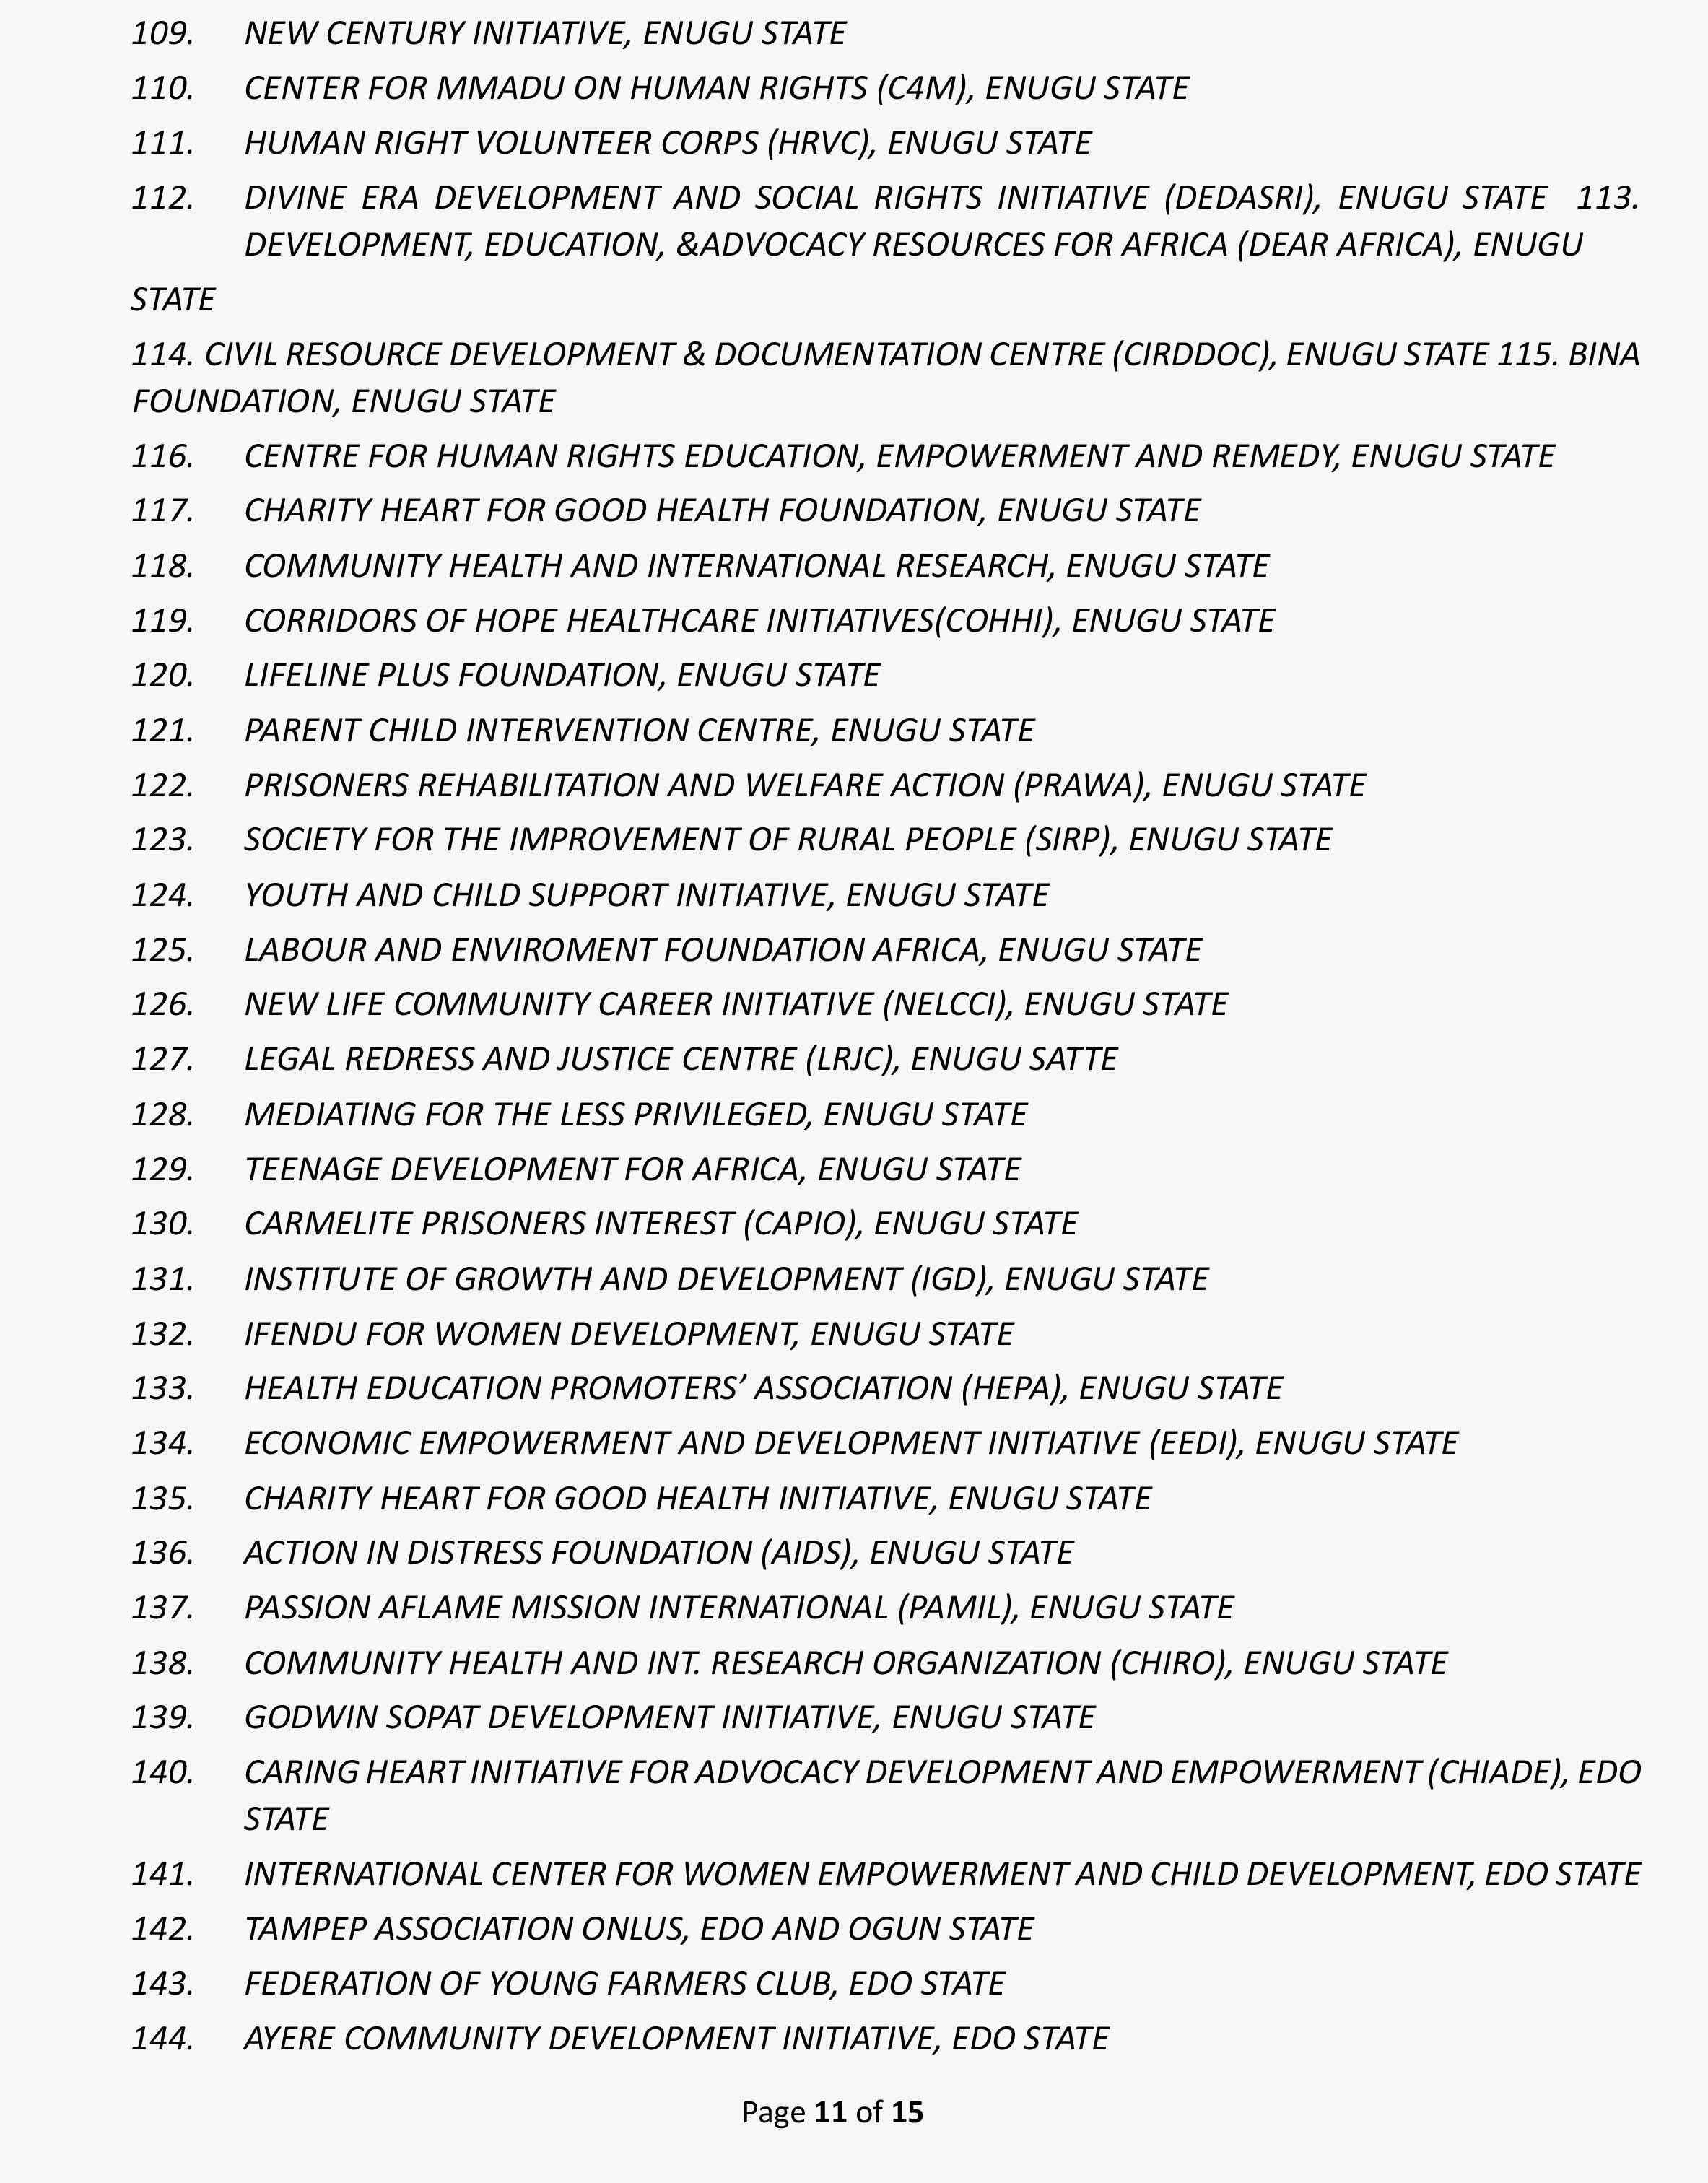 109. NEW CENTURY INITIATIVE, ENUGU STATE
110. CENTER FOR MMADU ON HUMAN RIGHTS (C4M), ENUGU STATE
111. HUMAN RIGHT VOLUNTEER CORPS (HRVC), ENUGU STATE
112. DIVINE ERA DEVELOPMENT AND SOCIAL RIGHTS INITIATIVE (DEDASRI), ENUGU STATE 113.
DEVELOPMENT, EDUCATION, &ADVOCACY RESOURCES FOR AFRICA (DEAR AFRICA), ENUGU
STATE
114. CIVIL RESOURCE DEVELOPMENT & DOCUMENTATION CENTRE (CIRDDOC), ENUGU STATE 115. BINA
FOUNDATION, ENUGU STATE
116. CENTRE FOR HUMAN RIGHTS EDUCATION, EMPOWERMENT AND REMEDY, ENUGU STATE
117. CHARITY HEART FOR GOOD HEALTH FOUNDATION, ENUGU STATE
118. COMMUNITY HEALTH AND INTERNATIONAL RESEARCH, ENUGU STATE
119. CORRIDORS OF HOPE HEALTHCARE INITIATIVES(COHHI), ENUGU STATE
120. LIFELINE PLUS FOUNDATION, ENUGU STATE
121. PARENT CHILD INTERVENTION CENTRE, ENUGU STATE
122. PRISONERS REHABILITATION AND WELFARE ACTION (PRAWA), ENUGU STATE
123. SOCIETY FOR THE IMPROVEMENT OF RURAL PEOPLE (SIRP), ENUGU STATE
124. YOUTH AND CHILD SUPPORT INITIATIVE, ENUGU STATE
125. LABOUR AND ENVIROMENT FOUNDATION AFRICA, ENUGU STATE
126. NEW LIFE COMMUNITY CAREER INITIATIVE (NELCCI), ENUGU STATE
127. LEGAL REDRESS AND JUSTICE CENTRE (LRJC), ENUGU SATTE
128. MEDIATING FOR THE LESS PRIVILEGED, ENUGU STATE
129. TEENAGE DEVELOPMENT FOR AFRICA, ENUGU STATE
130. CARMELITE PRISONERS INTEREST (CAPIO), ENUGU STATE
131. INSTITUTE OF GROWTH AND DEVELOPMENT (IGD), ENUGU STATE
132. IFENDU FOR WOMEN DEVELOPMENT, ENUGU STATE
133. HEALTH EDUCATION PROMOTERS’ ASSOCIATION (HEPA), ENUGU STATE
134. ECONOMIC EMPOWERMENT AND DEVELOPMENT INITIATIVE (EEDI), ENUGU STATE
135. CHARITY HEART FOR GOOD HEALTH INITIATIVE, ENUGU STATE
136. ACTION IN DISTRESS FOUNDATION (AIDS), ENUGU STATE
137. PASSION AFLAME MISSION INTERNATIONAL (PAMIL), ENUGU STATE
138. COMMUNITY HEALTH AND INT. RESEARCH ORGANIZATION (CHIRO), ENUGU STATE
139. GODWIN SOPAT DEVELOPMENT INITIATIVE, ENUGU STATE
140. CARING HEART INITIATIVE FOR ADVOCACY DEVELOPMENT AND EMPOWERMENT (CHIADE), EDO
STATE
141. INTERNATIONAL CENTER FOR WOMEN EMPOWERMENT AND CHILD DEVELOPMENT, EDO STATE
142. TAMPEP ASSOCIATION ONLUS, EDO AND OGUN STATE
143. FEDERATION OF YOUNG FARMERS CLUB, EDO STATE
144. AYERE COMMUNITY DEVELOPMENT INITIATIVE, EDO STATE
Page 11 of 15